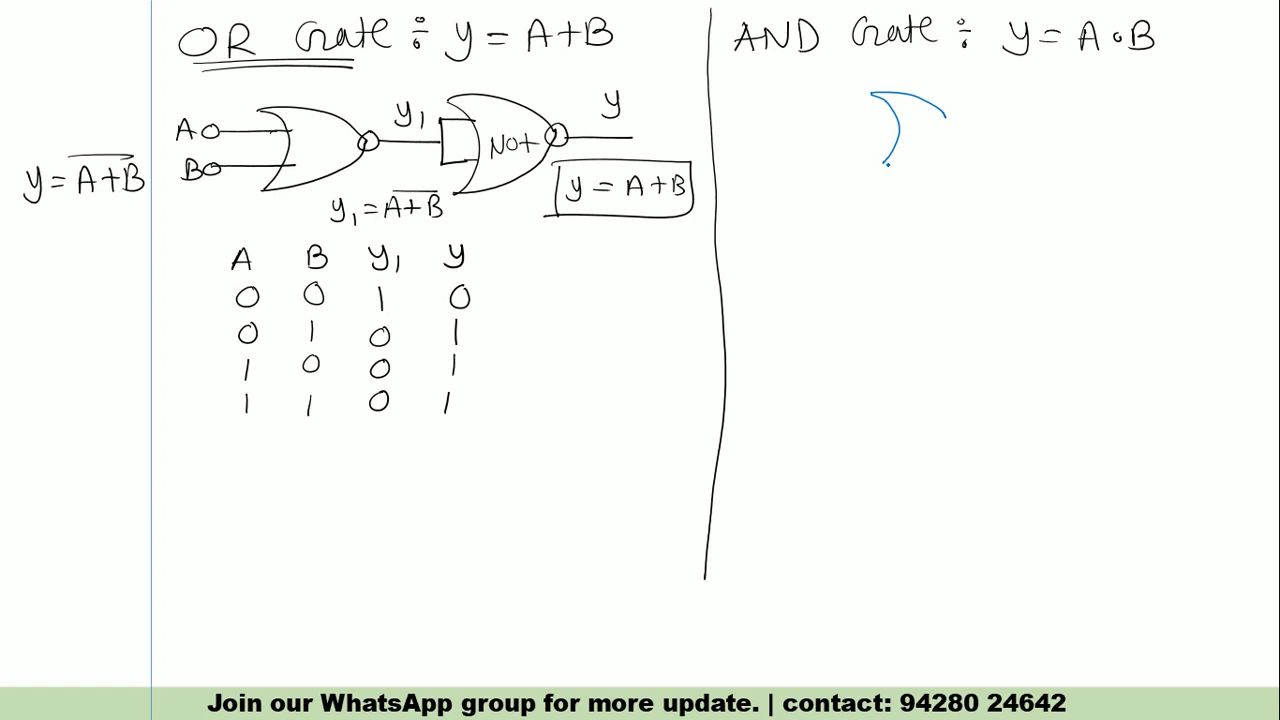 OR Gate ÷ y = A+B
A
B
y₁
NOT
y
y = A̅+̅B̅
y₁ = A̅+̅B̅
y = A+B
A B y₁ y
0 0 1 0
0 1 0 1
1 0 0 1
1 1 0 1
AND Gate ÷ y = A∘B
Join our WhatsApp group for more update. | contact: 94280 24642